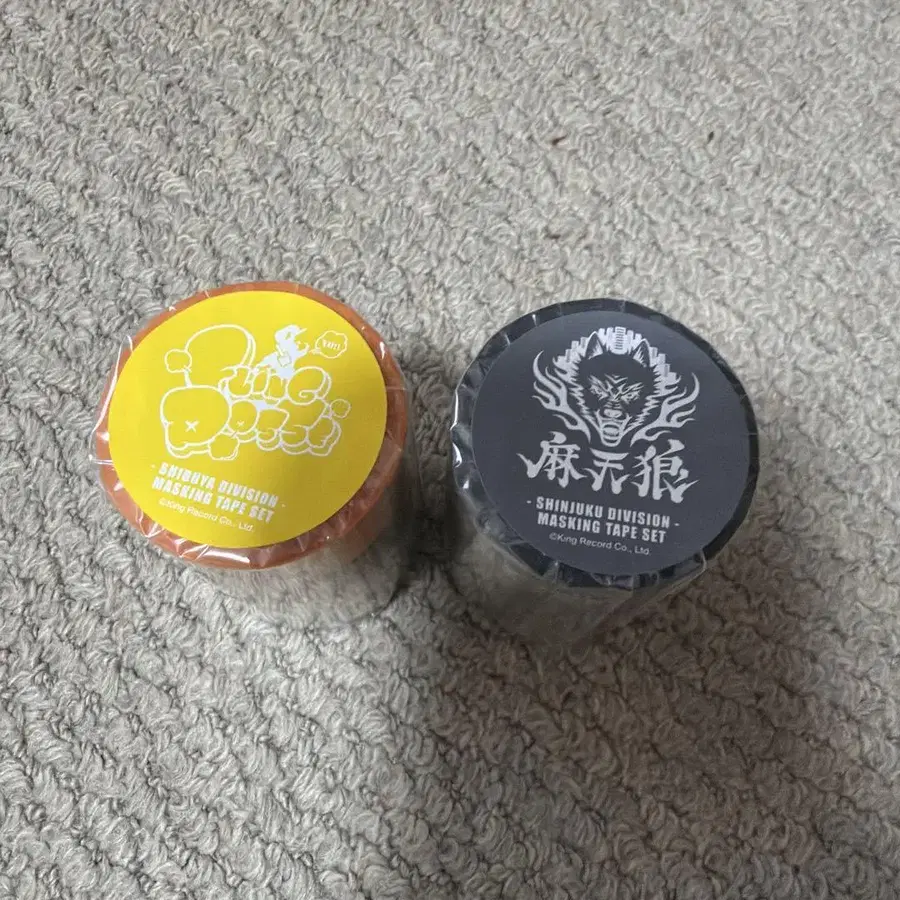 Fling
Posse
- SHIBUYA DIVISION -
MASKING TAPE SET
©King Record Co., Ltd.
麻天狼
- SHINJUKU DIVISION -
MASKING TAPE SET
©King Record Co., Ltd.